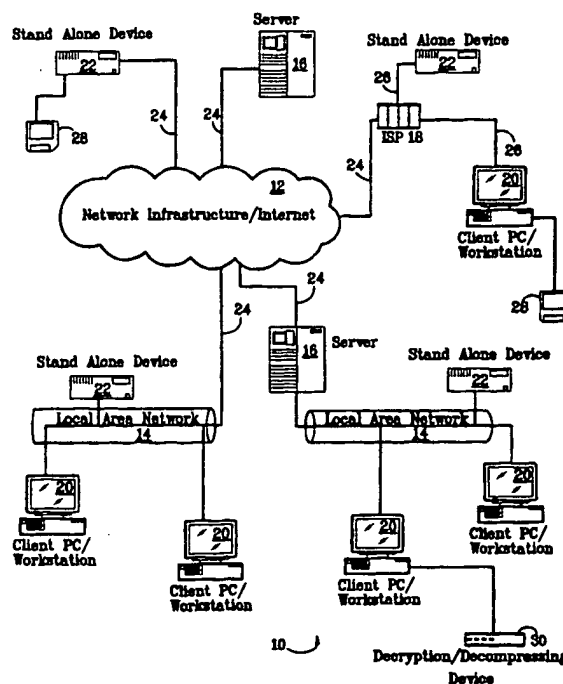 Server
Stand Alone Device
22
28
16
24
24
Stand Alone Device
22
26
ISP 18
24
26
20
Client PC/
Workstation
28
12
Network Infrastructure/Internet
24
24
16
Server
Stand Alone Device
22
Local Area Network
14
20
Client PC/
Workstation
20
Client PC/
Workstation
Stand Alone Device
22
Local Area Network
14
20
Client PC/
Workstation
20
Client PC/
Workstation
10
30
Decryption/Decompressing
Device